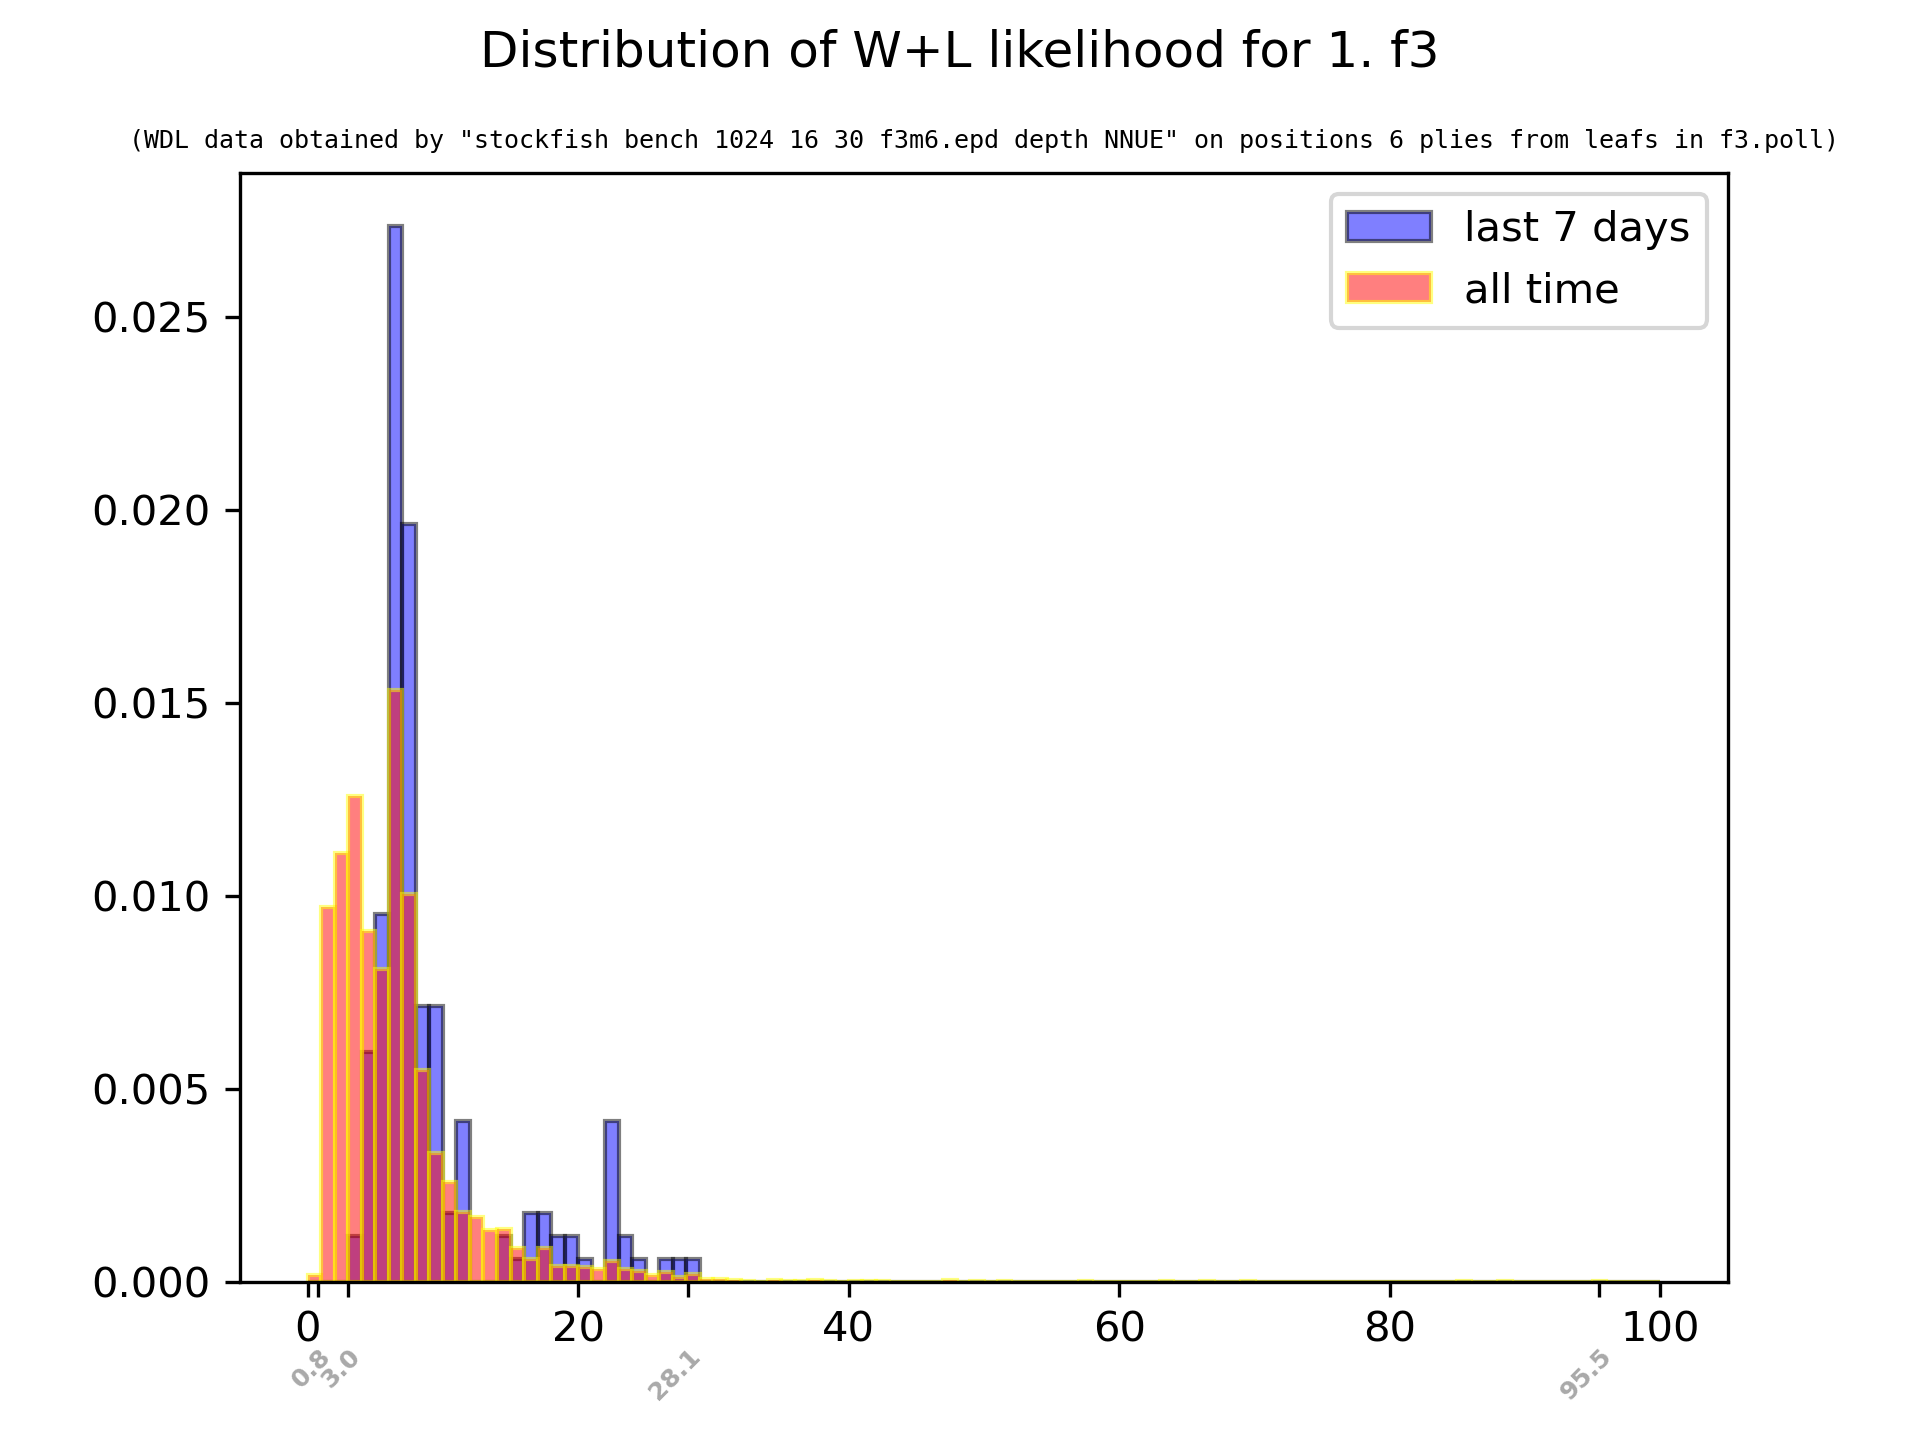 Distribution of W+L likelihood for 1. f3
(WDL data obtained by "stockfish bench 1024 16 30 f3m6.epd depth NNUE" on positions 6 plies from leafs in f3.poll)
last 7 days
all time
0.025
0.020
0.015
0.010
0.005
0.000
0 20 40 60 80 100
0.8 3.0 28.1 95.5